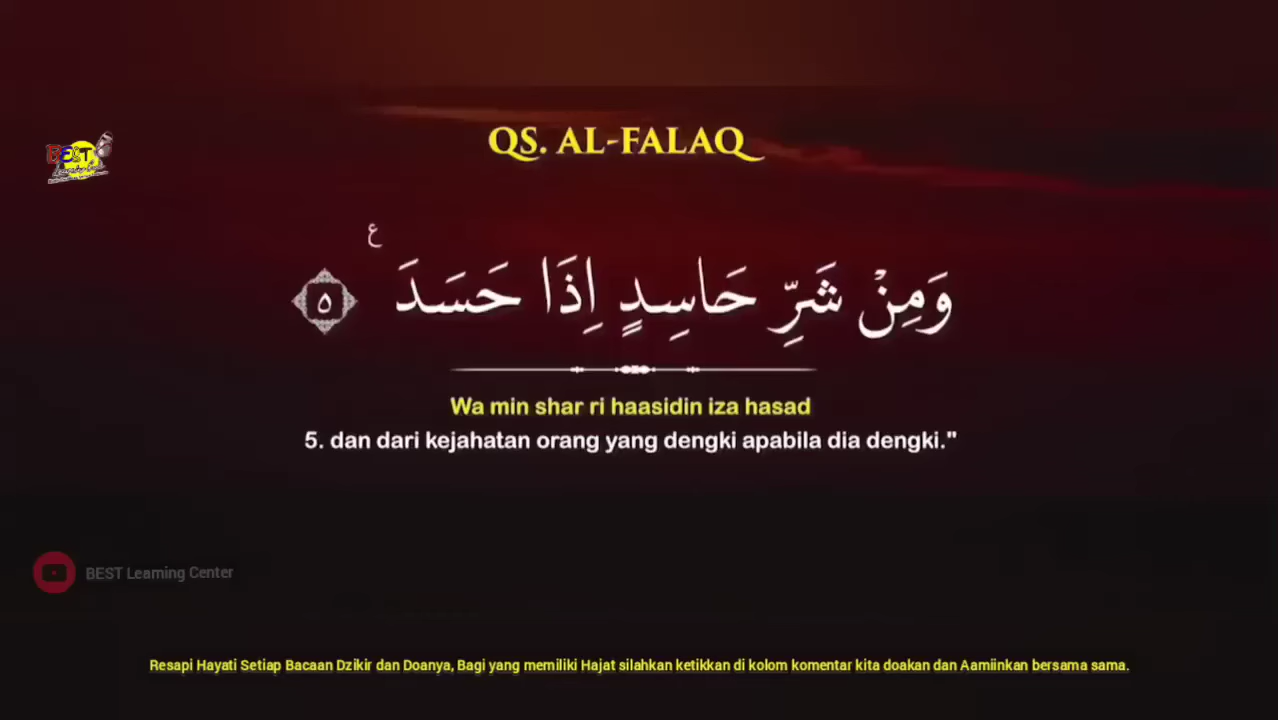 QS. AL-FALAQ
ع
وَمِنْ شَرِّ حَاسِدٍ اِذَا حَسَدَ ۝٥
Wa min shar ri haasidin iza hasad
5. dan dari kejahatan orang yang dengki apabila dia dengki."
BEST
BEST Learning Center
Resapi Hayati Setiap Bacaan Dzikir dan Doanya, Bagi yang memiliki Hajat silahkan ketikkan di kolom komentar kita doakan dan Aamiinkan bersama sama.